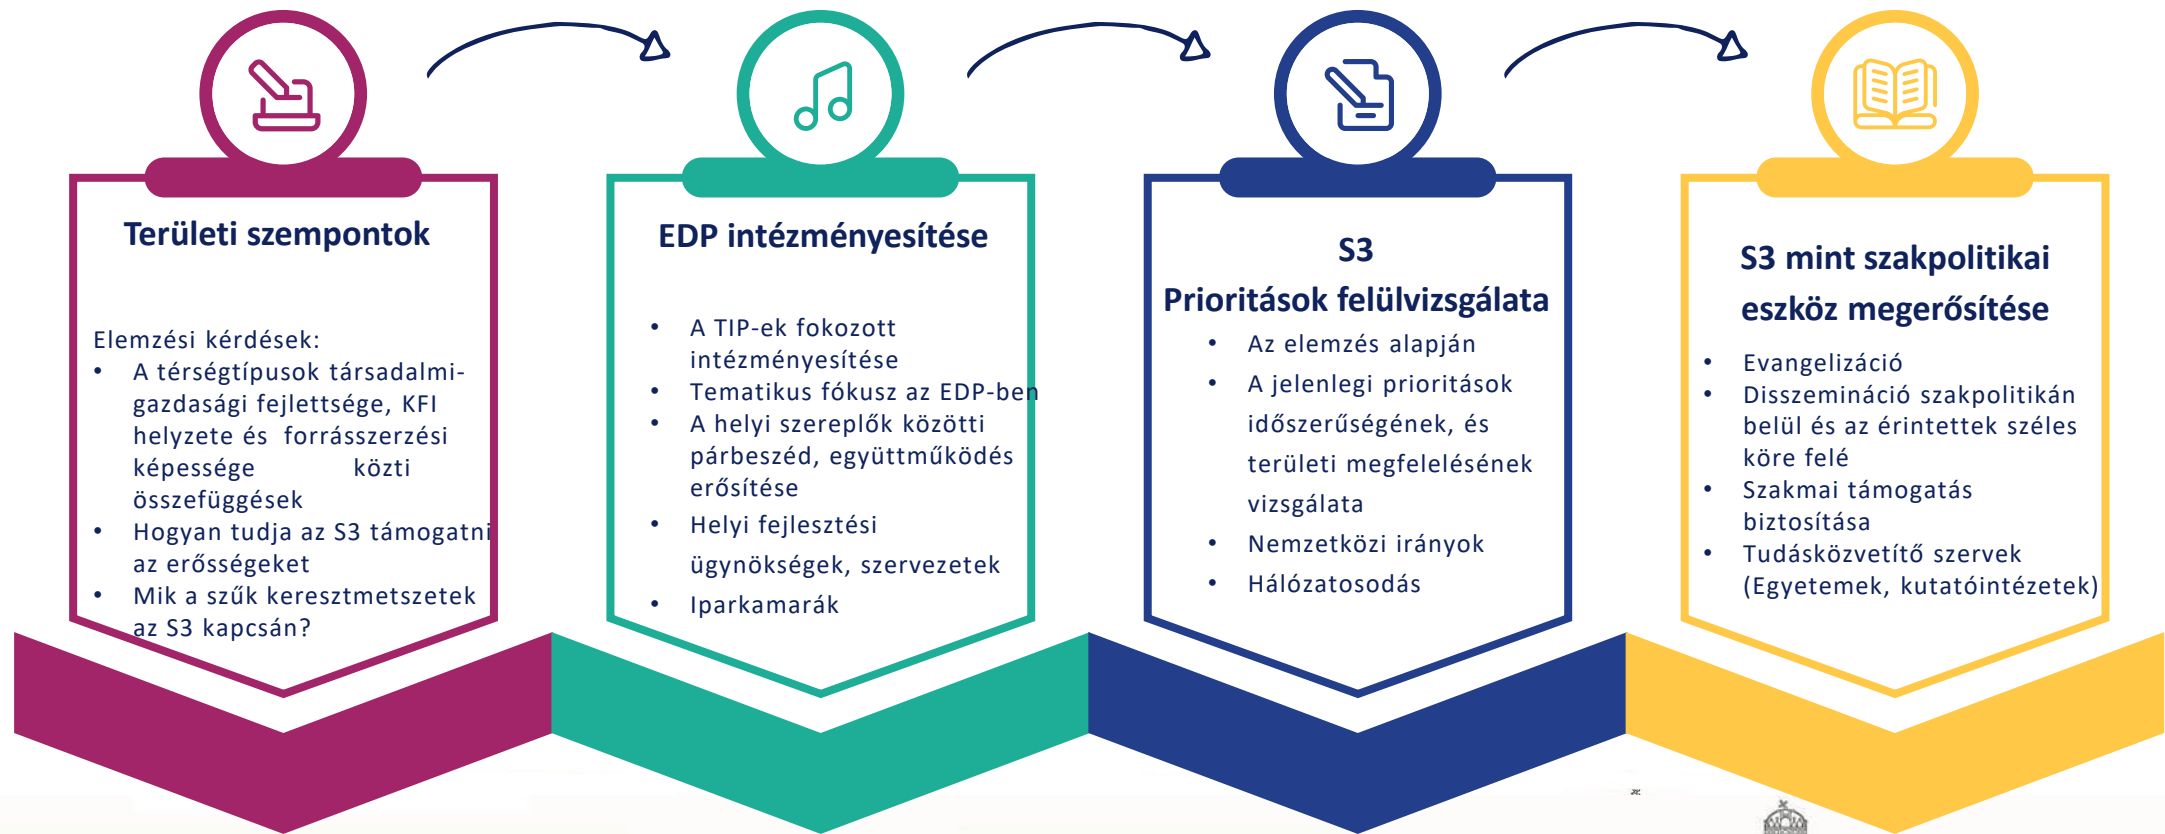 Területi szempontok
Elemzési kérdések:
• A térségtípusok társadalmi-
gazdasági fejlettsége, KFI
helyzete és forrásszerzési
képessége közti
összefüggések
• Hogyan tudja az S3 támogatni
az erősségeket
• Mik a szűk keresztmetszetek
az S3 kapcsán?
EDP intézményesítése
• A TIP-ek fokozott
intézményesítése
• Tematikus fókusz az EDP-ben
• A helyi szereplők közötti
párbeszéd, együttműködés
erősítése
• Helyi fejlesztési
ügynökségek, szervezetek
• Iparkamarák
S3
Prioritások felülvizsgálata
• Az elemzés alapján
• A jelenlegi prioritások
időszerűségének, és
területi megfelelésének
vizsgálata
• Nemzetközi irányok
• Hálózatosodás
S3 mint szakpolitikai
eszköz megerősítése
• Evangelizáció
• Disszemináció szakpolitikán
belül és az érintettek széles
köre felé
• Szakmai támogatás
biztosítása
• Tudásközvetítő szervek
(Egyetemek, kutatóintézetek)